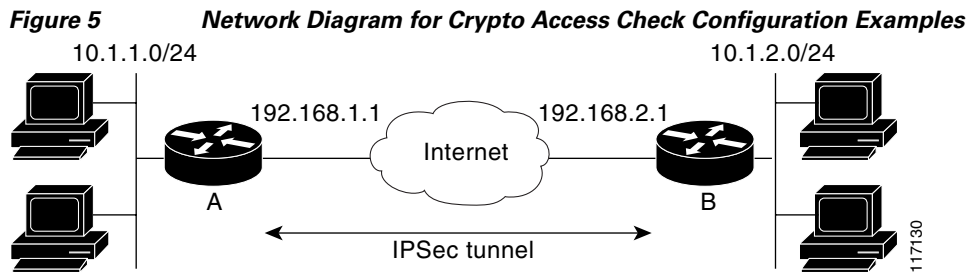 Figure 5 Network Diagram for Crypto Access Check Configuration Examples
10.1.1.0/24
10.1.2.0/24
192.168.1.1
192.168.2.1
Internet
A
B
IPSec tunnel
117130